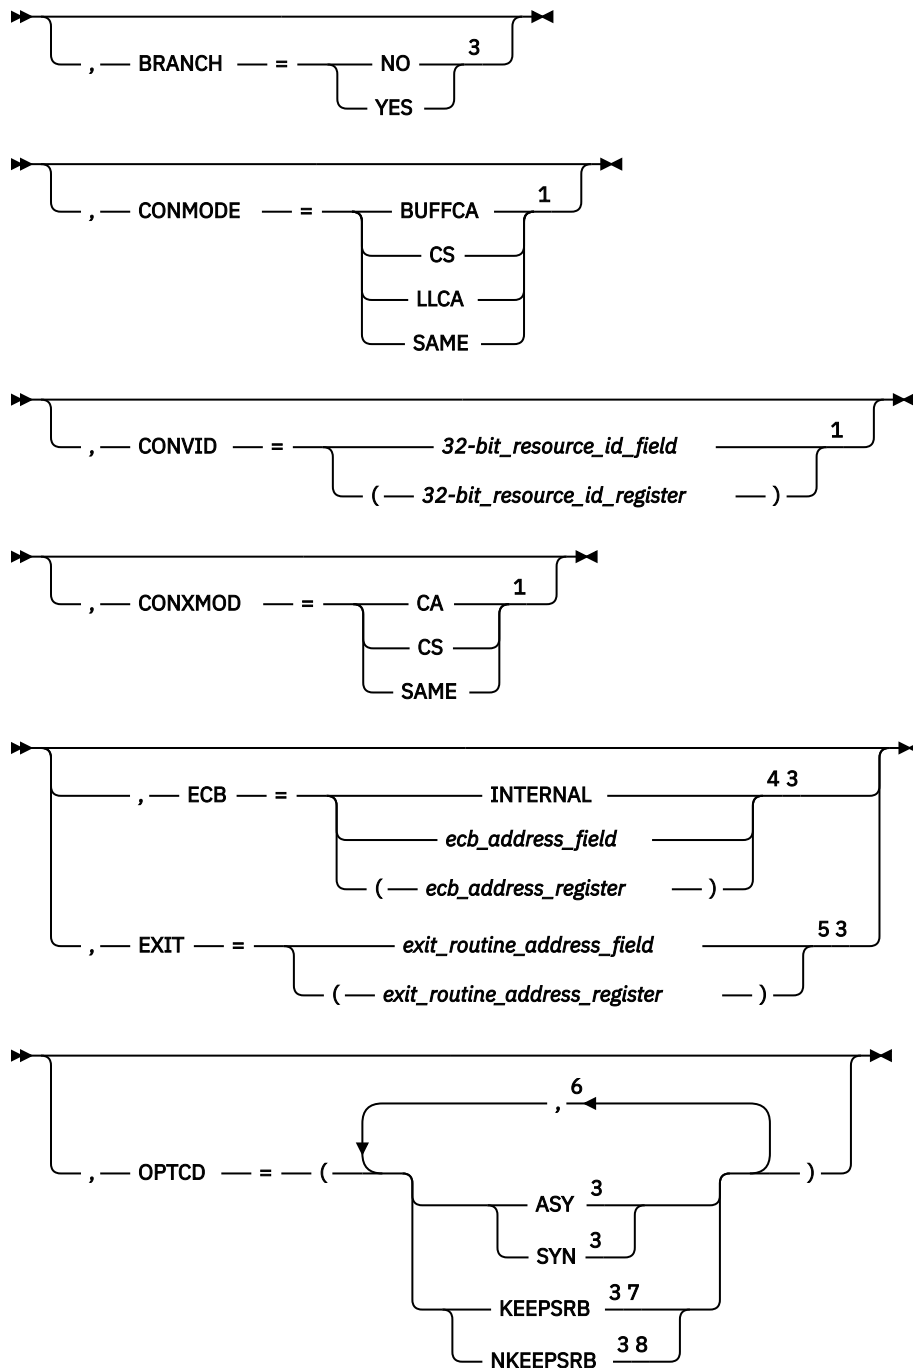 3
, BRANCH = NO
YES
1
, CONMODE = BUFFCA
CS
LLCA
SAME
1
, CONVID = 32-bit_resource_id_field
( 32-bit_resource_id_register )
1
, CONXMOD = CA
CS
SAME
4 3
, ECB = INTERNAL
ecb_address_field
( ecb_address_register )
5 3
, EXIT = exit_routine_address_field
( exit_routine_address_register )
6
,
, OPTCD = ( )
ASY 3
SYN 3
KEEPSRB 3 7
NKEEPSRB 3 8